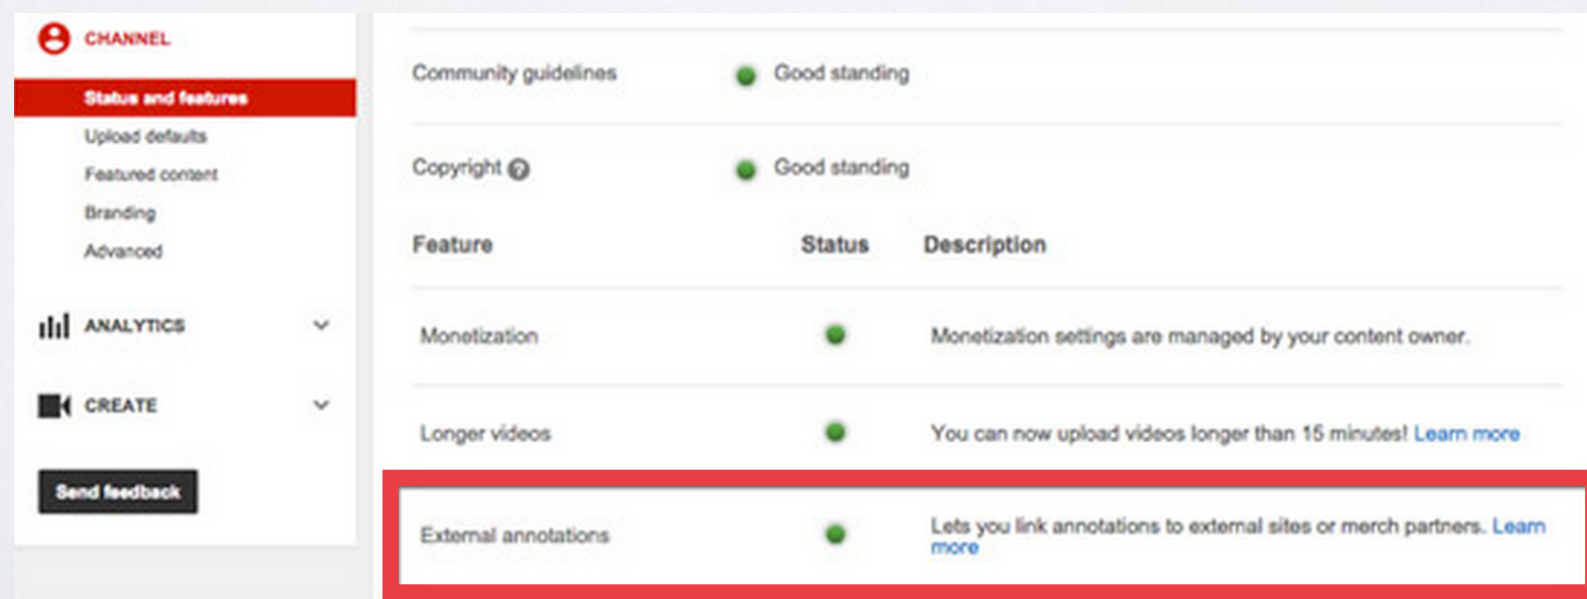 CHANNEL
Status and features
Upload defaults
Featured content
Branding
Advanced
ANALYTICS
CREATE
Send feedback
Community guidelines Good standing
Copyright ? Good standing
Feature Status Description
Monetization Monetization settings are managed by your content owner.
Longer videos You can now upload videos longer than 15 minutes! Learn more
External annotations Lets you link annotations to external sites or merch partners. Learn
more